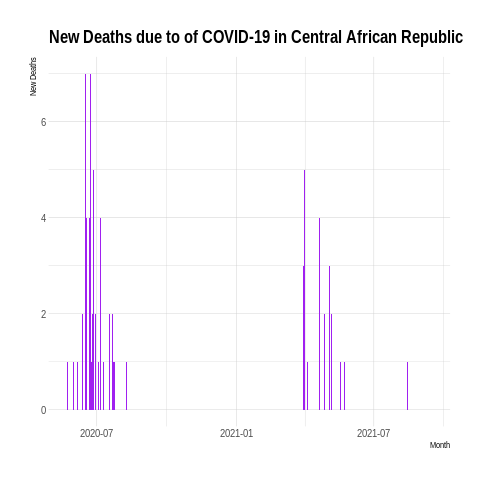 New Deaths due to of COVID-19 in Central African Republic
New Deaths
6
4
2
0
2020-07
2021-01
2021-07
Month